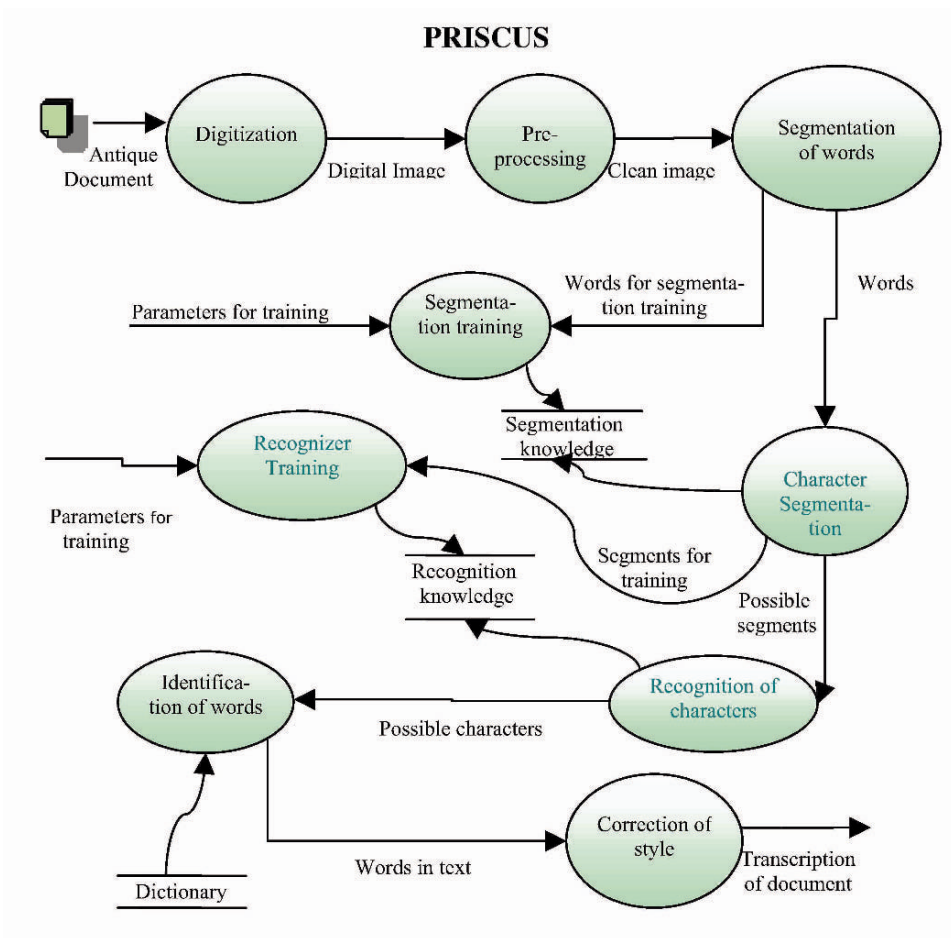 PRISCUS
Antique
Document
Digitization
Digital Image
Pre-
processing
Clean image
Segmentation
of words
Words
Words for segmenta-
tion training
Parameters for training
Segmenta-
tion training
Segmentation
knowledge
Character
Segmenta-
tion
Recognizer
Training
Parameters for
training
Segments for
training
Recognition
knowledge
Possible
segments
Recognition of
characters
Possible characters
Identifica-
tion of words
Dictionary
Words in text
Correction of
style
Transcription
of document